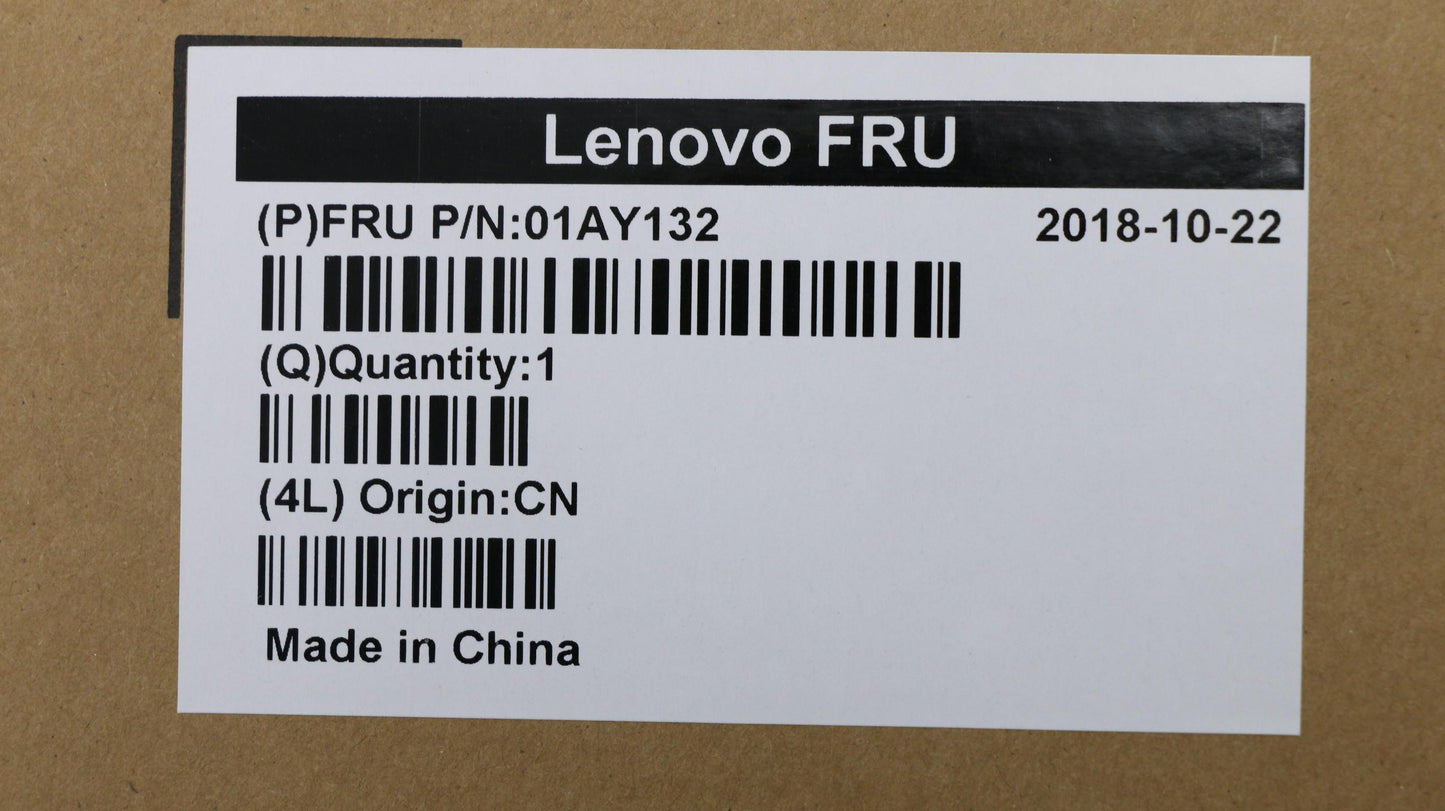 Lenovo FRU
(P)FRU P/N:01AY132 2018-10-22
(Q)Quantity:1
(4L) Origin:CN
Made in China